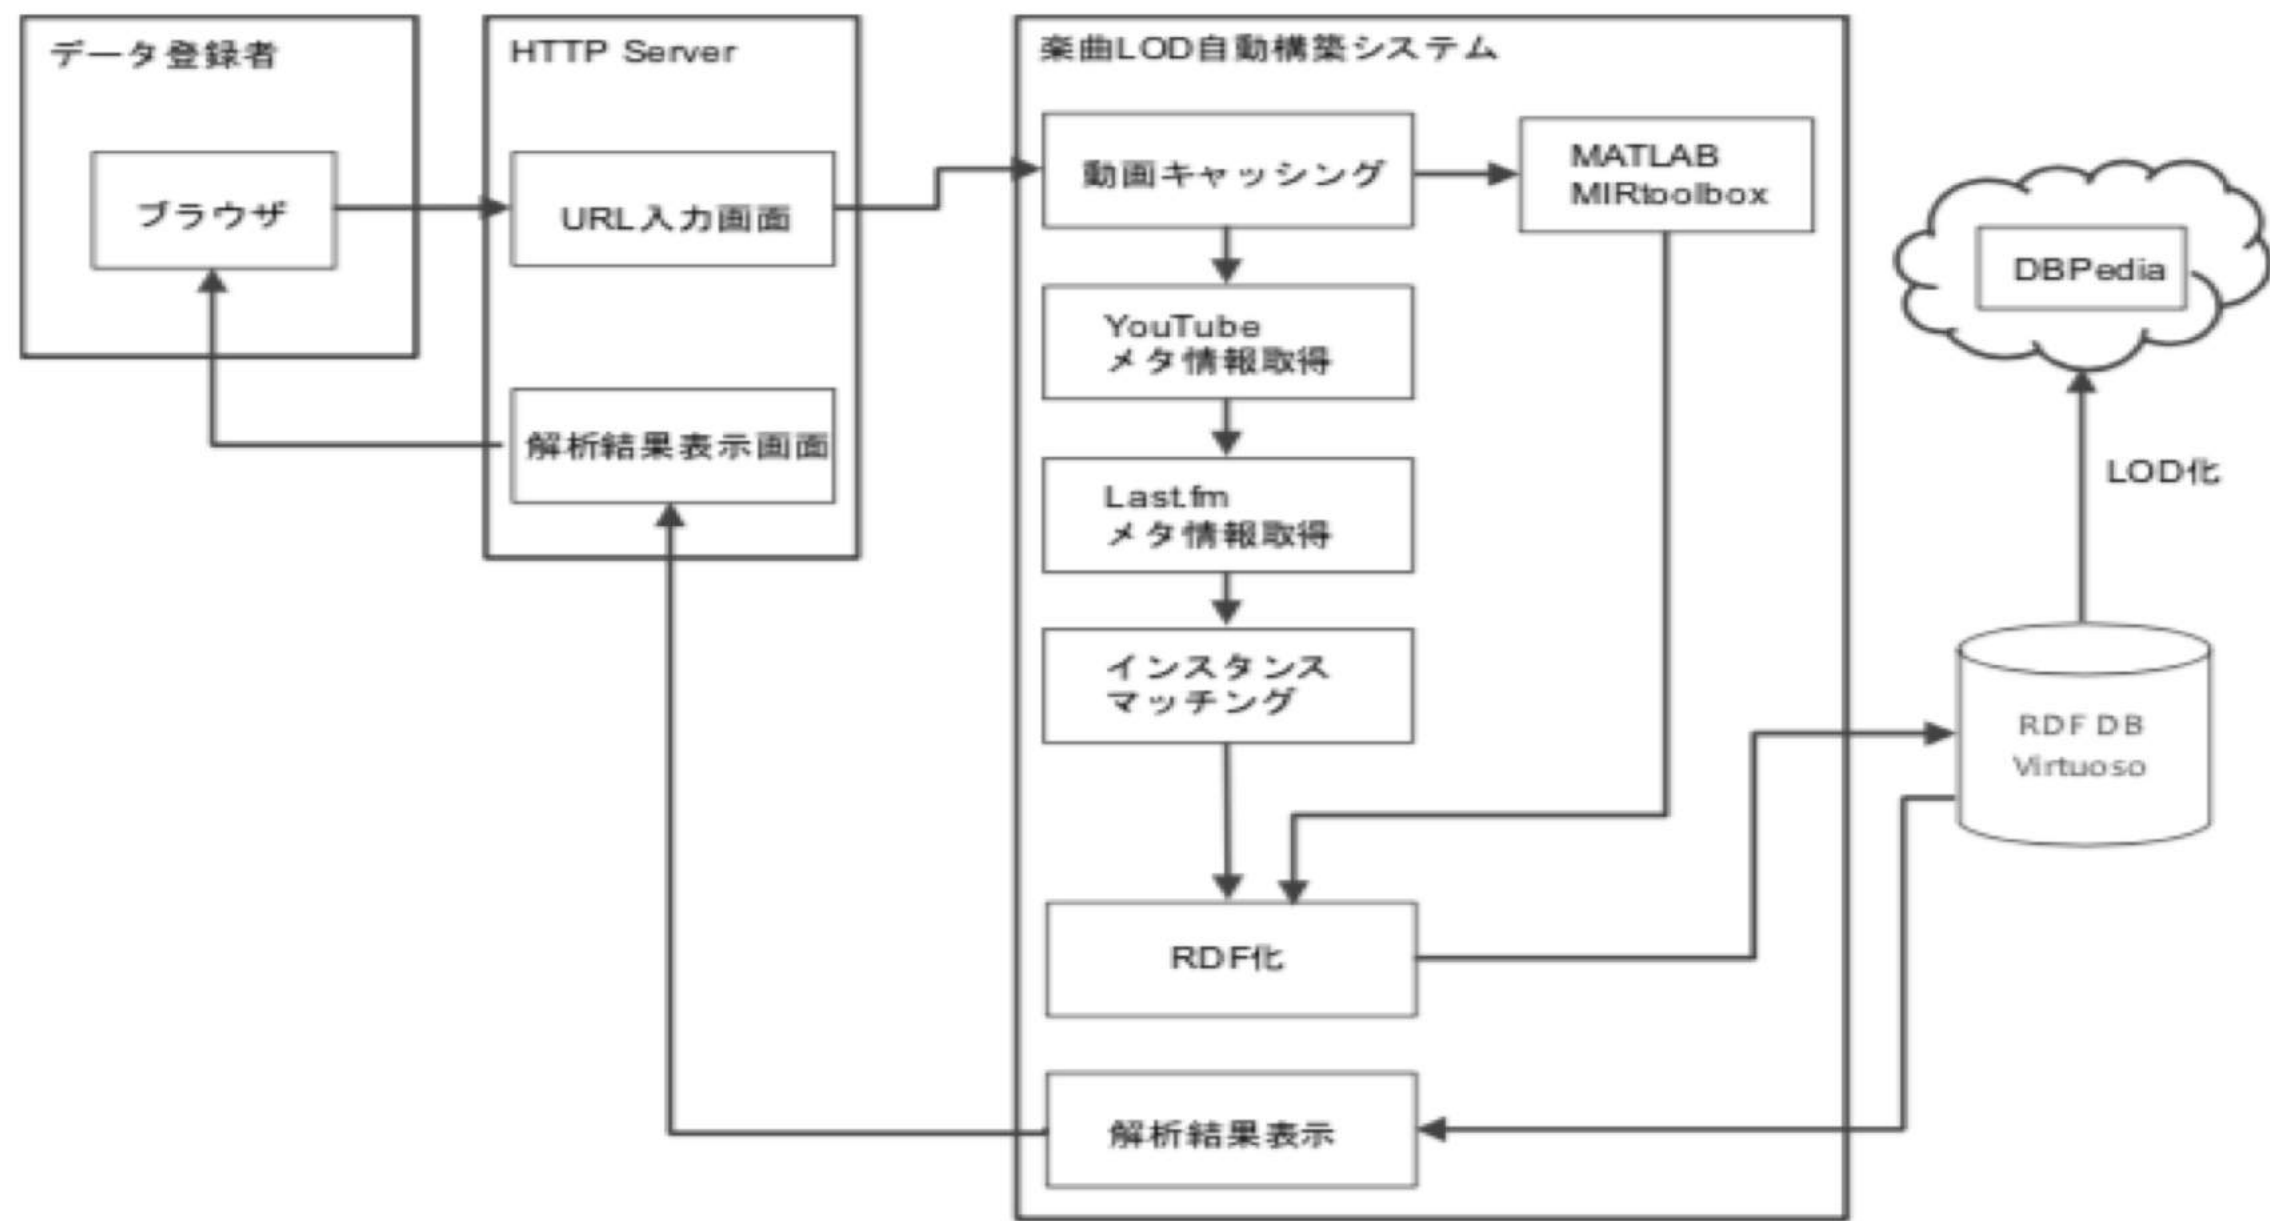 データ登録者
ブラウザ
HTTP Server
URL入力画面
解析結果表示画面
楽曲LOD自動構築システム
動画キャッシング
MATLAB
MIRtoolbox
YouTube
メタ情報取得
Last.fm
メタ情報取得
インスタンス
マッチング
RDF化
解析結果表示
DBPedia
LOD化
RDF DB
Virtuoso